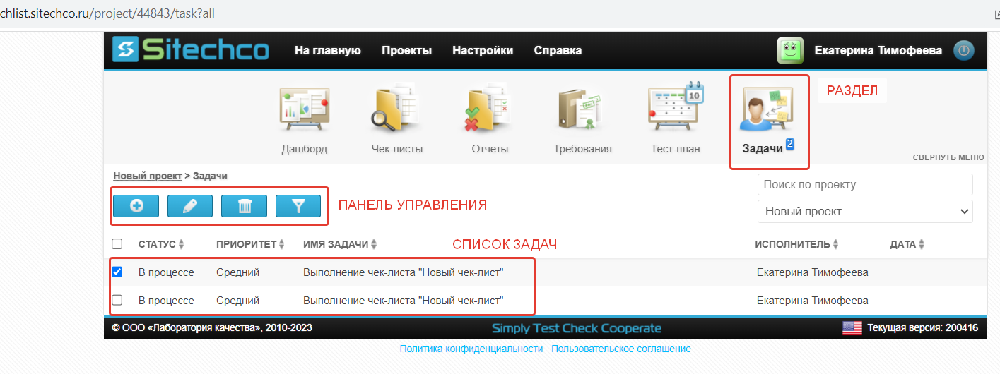 chlist.sitechco.ru/project/44843/task?all
Sitechco На главную Проекты Настройки Справка Екатерина Тимофеева
РАЗДЕЛ
10
Дашборд Чек-листы Отчеты Требования Тест-план Задачи 2
СВЕРНУТЬ МЕНЮ
Новый проект > Задачи
Поиск по проекту...
ПАНЕЛЬ УПРАВЛЕНИЯ
Новый проект
СТАТУС ПРИОРИТЕТ ИМЯ ЗАДАЧИ СПИСОК ЗАДАЧ ИСПОЛНИТЕЛЬ ДАТА
В процессе Средний Выполнение чек-листа "Новый чек-лист" Екатерина Тимофеева
В процессе Средний Выполнение чек-листа "Новый чек-лист" Екатерина Тимофеева
© ООО «Лаборатория качества», 2010-2023 Simply Test Check Cooperate Текущая версия: 200416
Политика конфиденциальности Пользовательское соглашение